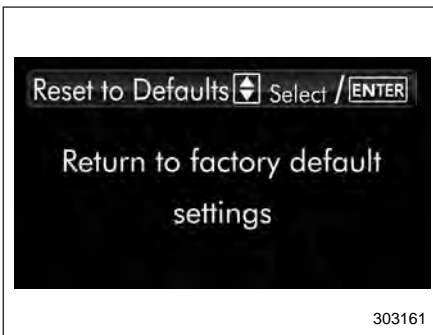 Reset to Defaults Select / ENTER
Return to factory default
settings
303161